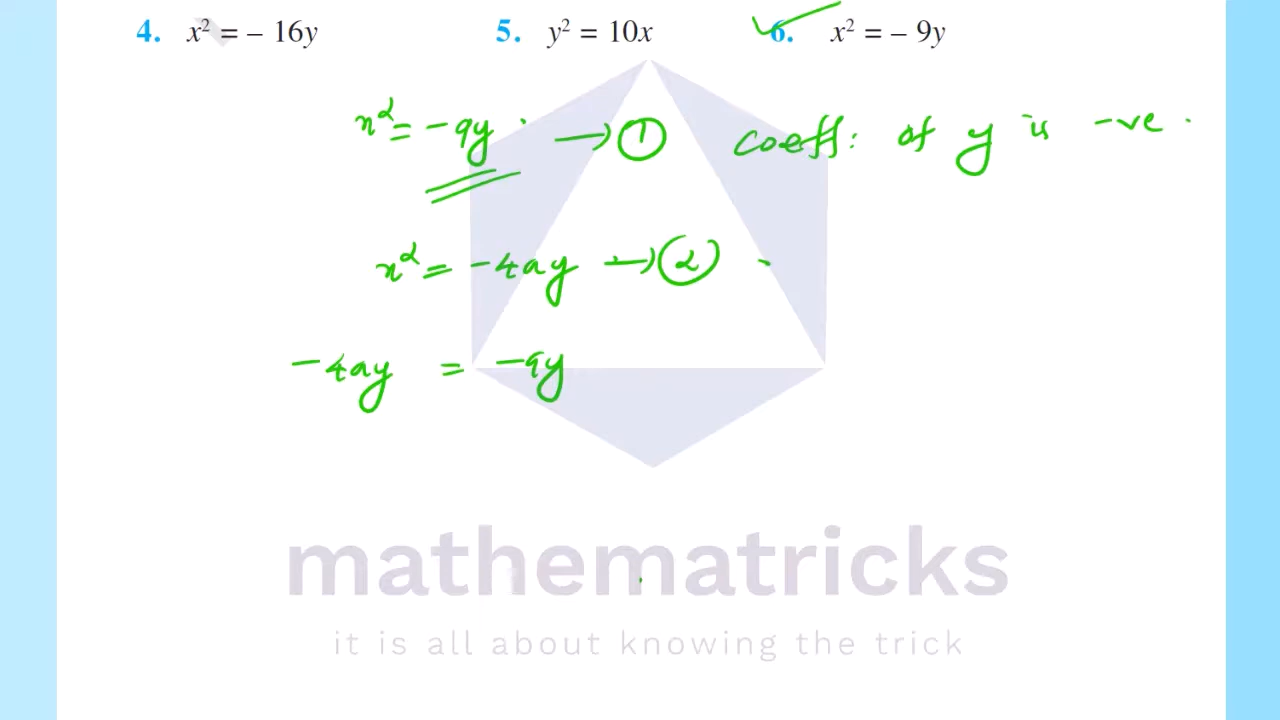 4. x² = – 16y 5. y² = 10x 6. x² = – 9y
x² = -9y . → ① coeff: of y is -ve .
x² = -4ay → ②
-4ay = -9y
mathematricks
it is all about knowing the trick